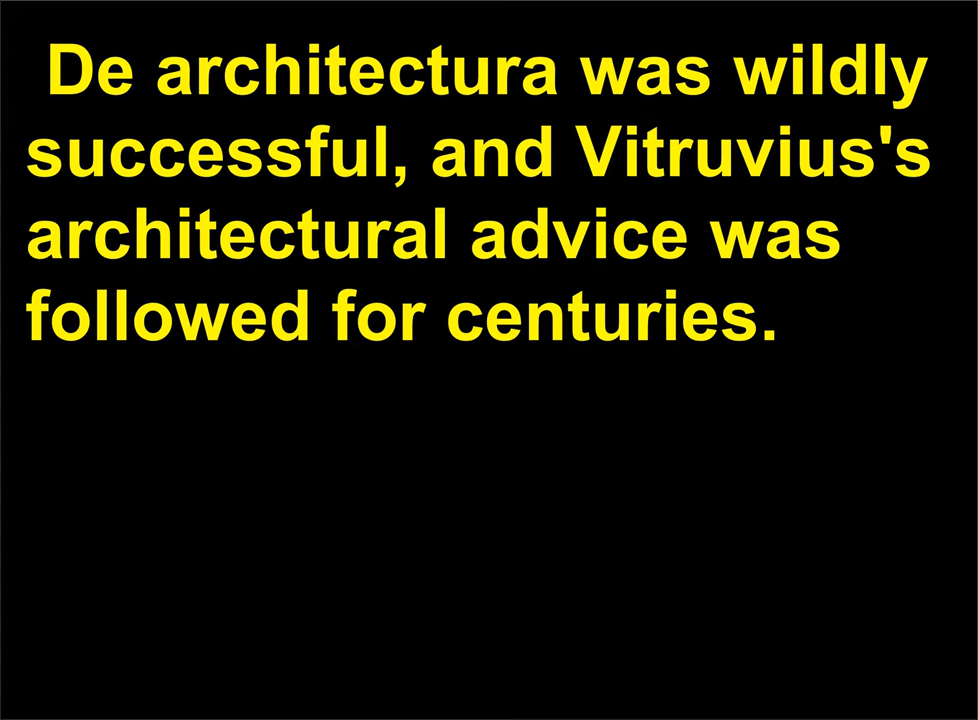 De architectura was wildly
successful, and Vitruvius's
architectural advice was
followed for centuries.